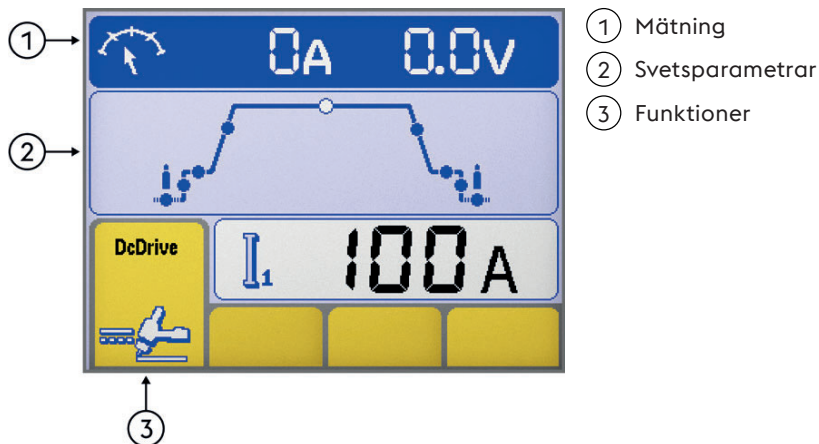 1
0A 0.0V
2
DcDrive
I1 100A
3
1 Mätning
2 Svetsparametrar
3 Funktioner